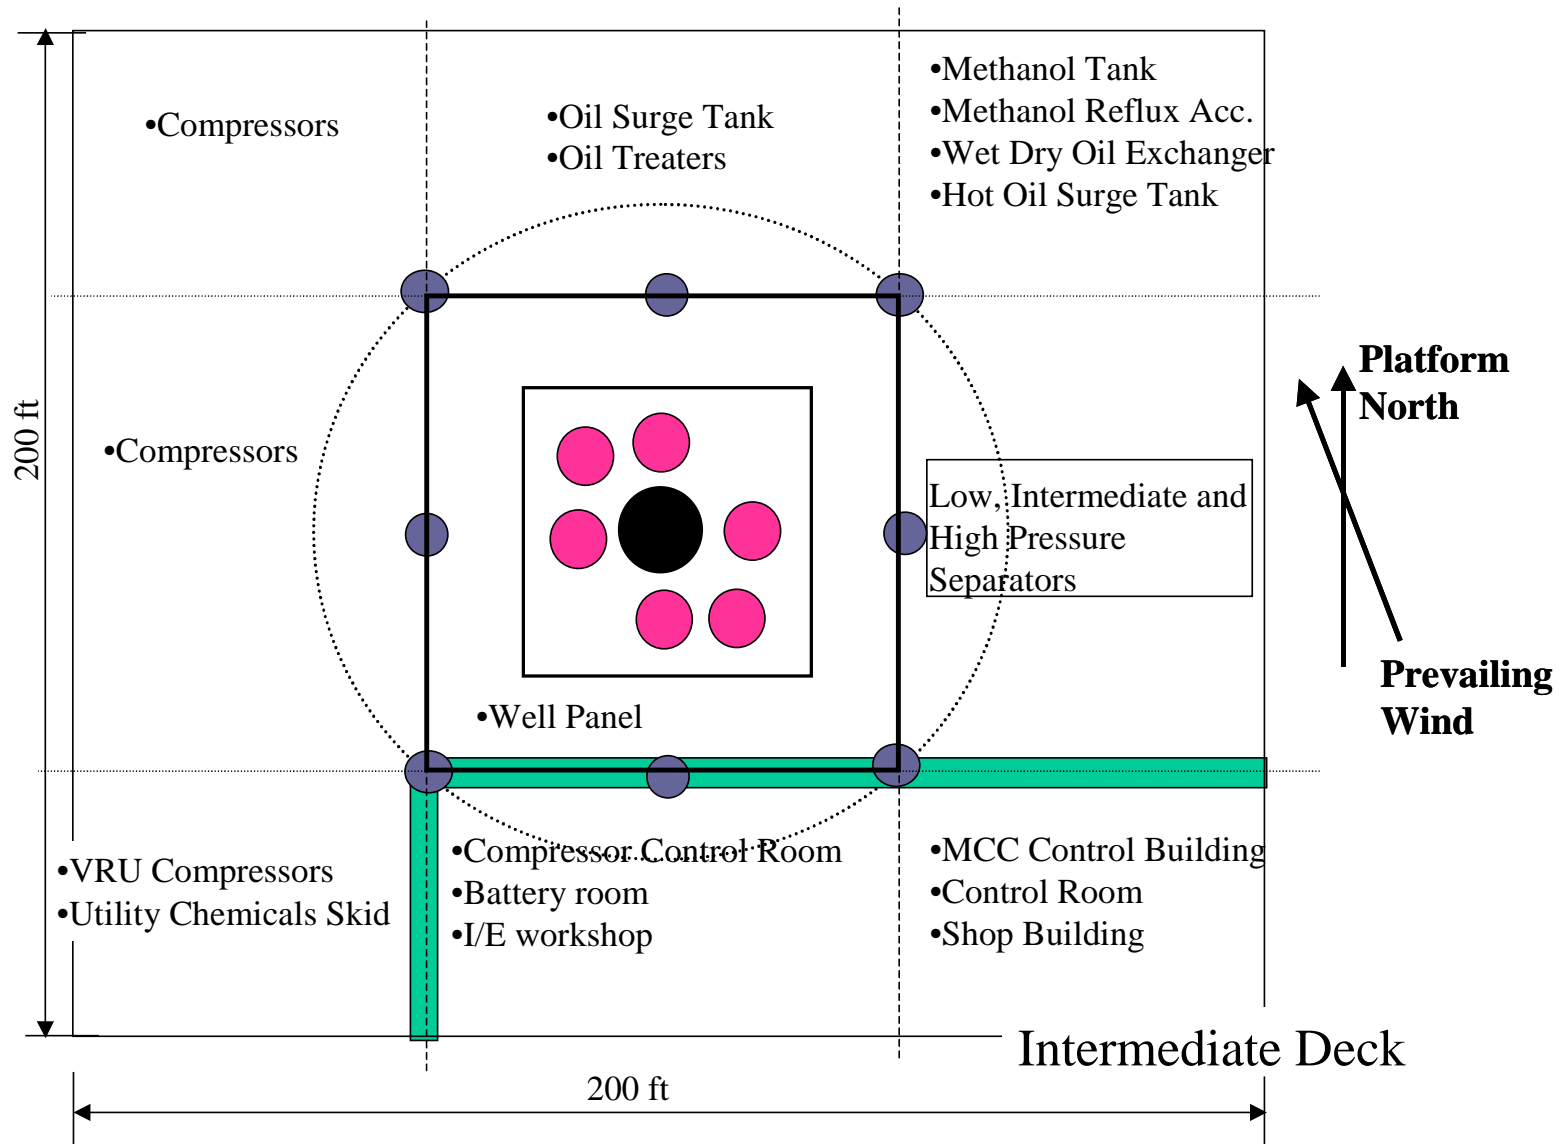 •Compressors
•Oil Surge Tank
•Oil Treaters
•Methanol Tank
•Methanol Reflux Acc.
•Wet Dry Oil Exchanger
•Hot Oil Surge Tank
200 ft
•Compressors
Low, Intermediate and
High Pressure
Separators
Platform
North
Prevailing
Wind
•Well Panel
•VRU Compressors
•Utility Chemicals Skid
•Compressor Control Room
•Battery room
•I/E workshop
•MCC Control Building
•Control Room
•Shop Building
Intermediate Deck
200 ft